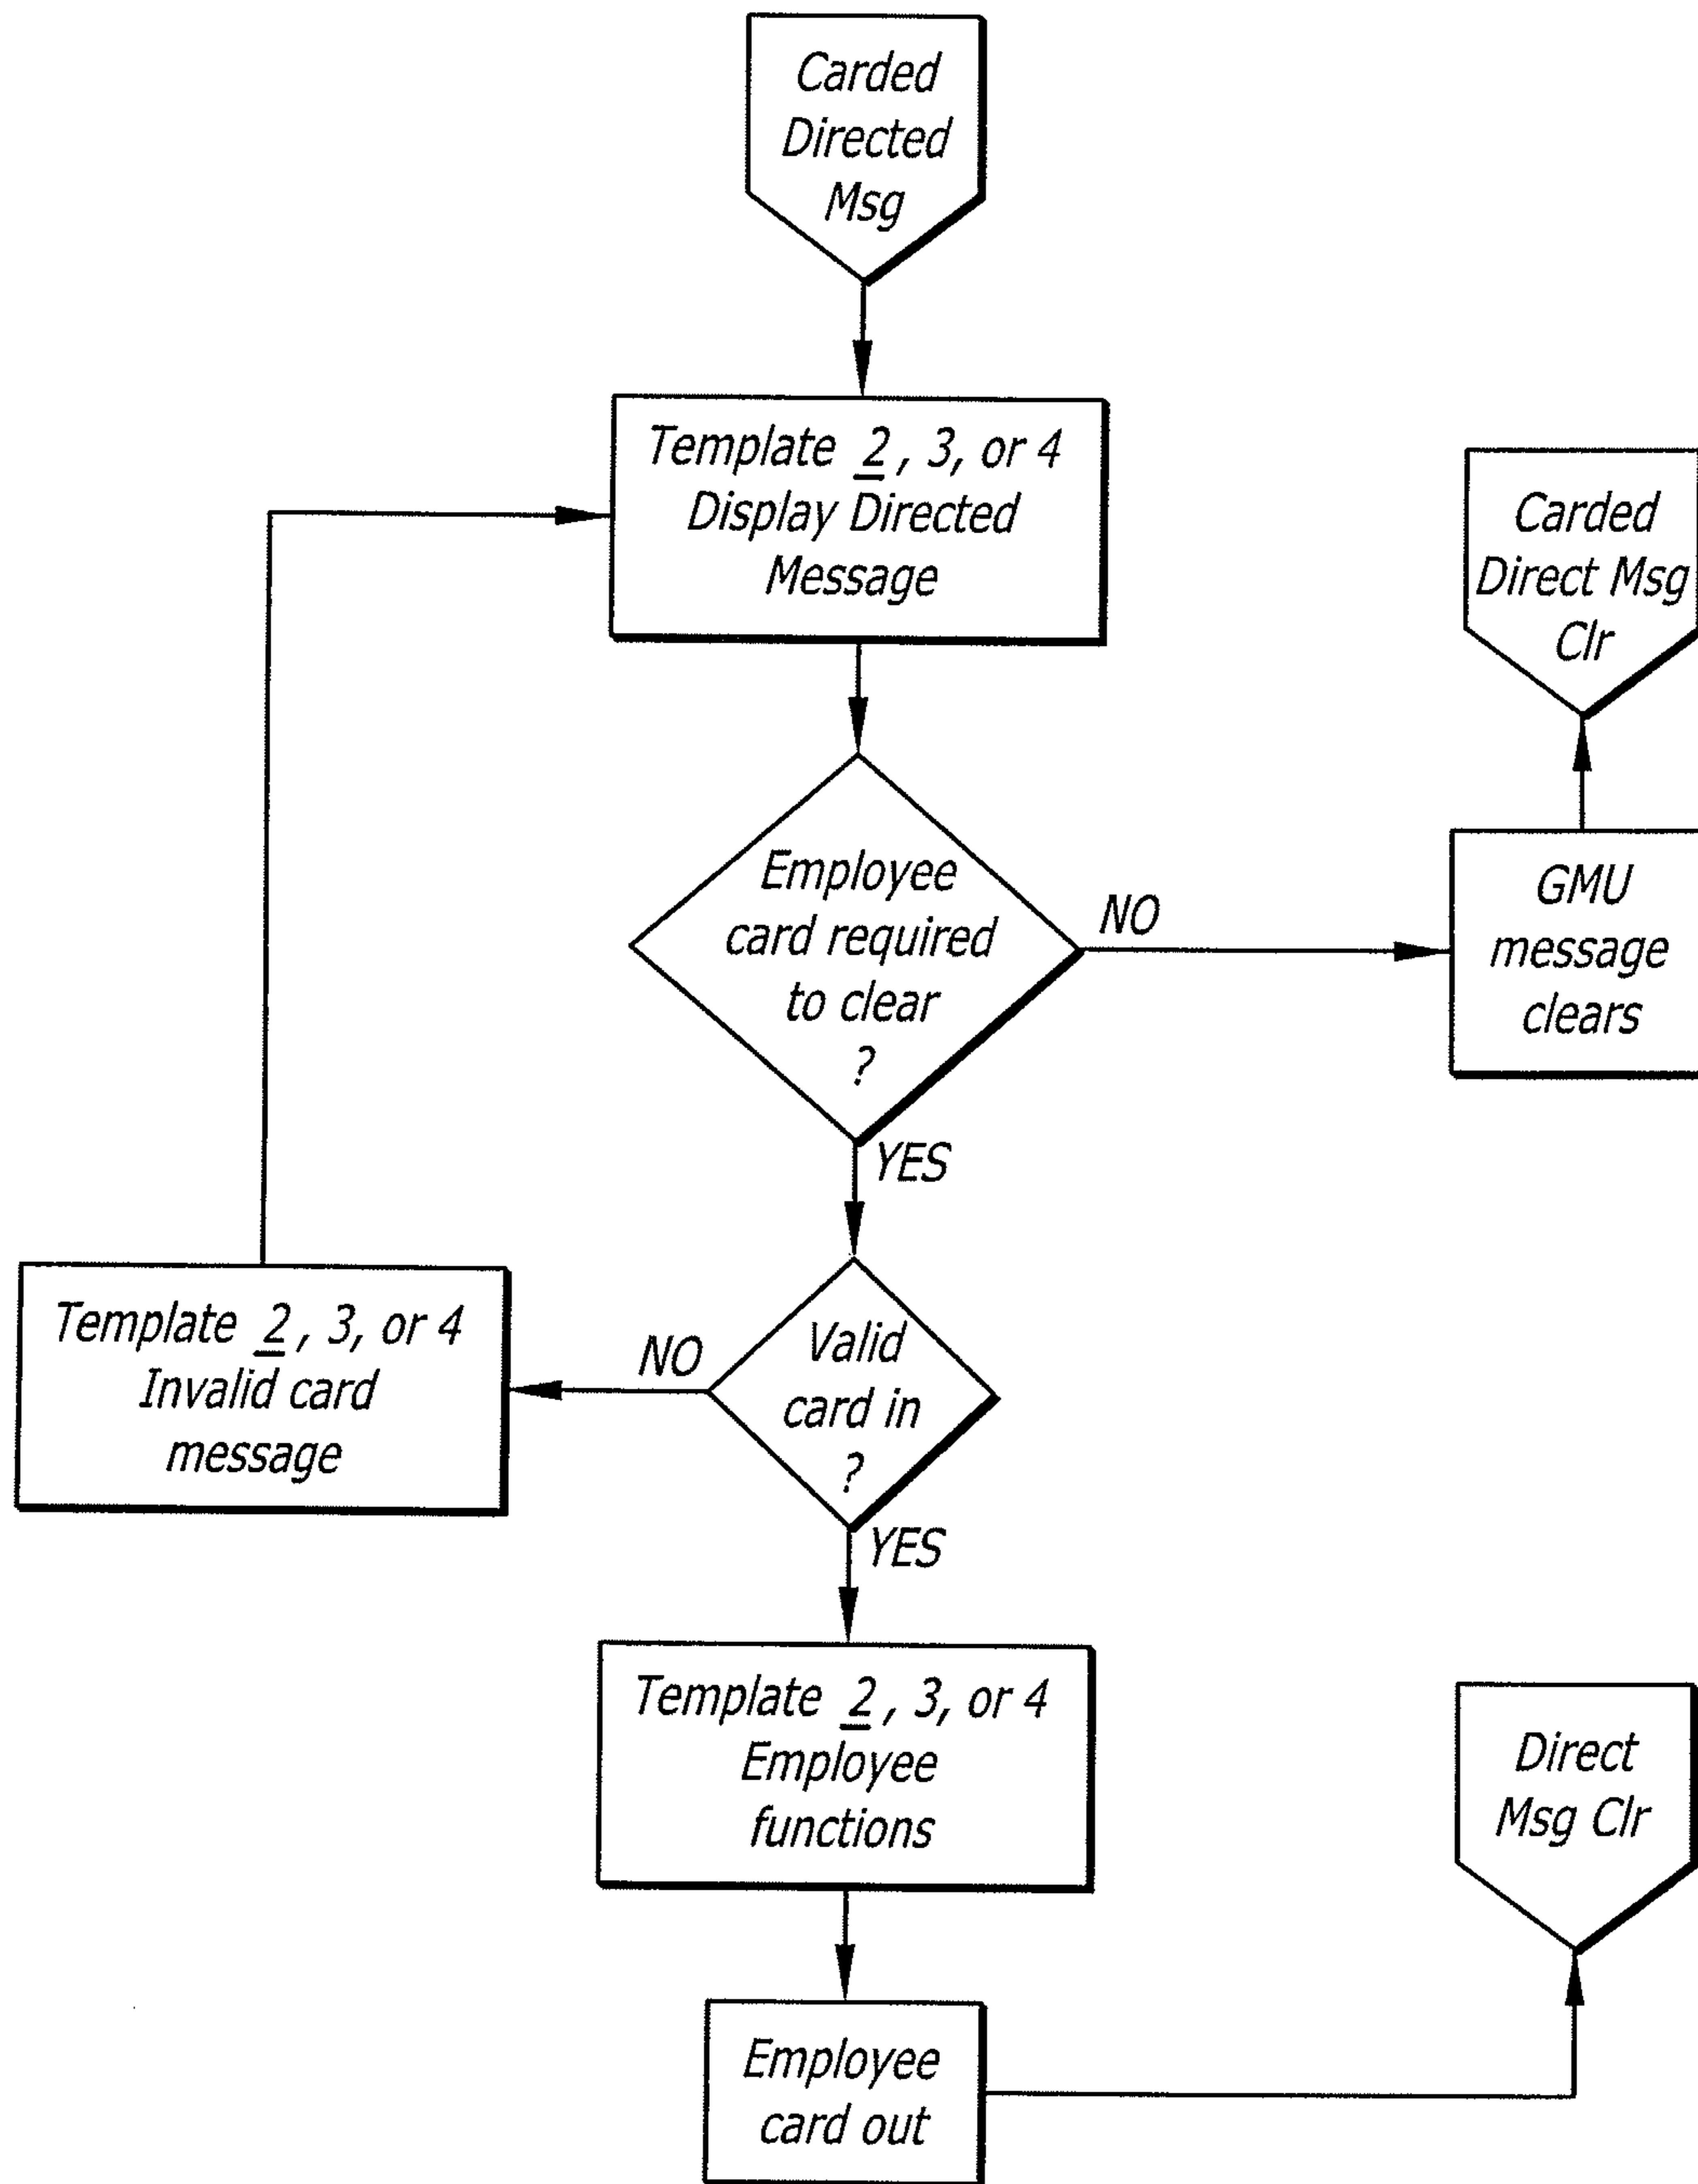 Carded
Directed
Msg
Template 2, 3, or 4
Display Directed
Message
Carded
Direct Msg
Clr
Employee
card required
to clear
?
NO
GMU
message
clears
YES
Template 2, 3, or 4
Invalid card
message
NO
Valid
card in
?
YES
Template 2, 3, or 4
Employee
functions
Direct
Msg Clr
Employee
card out